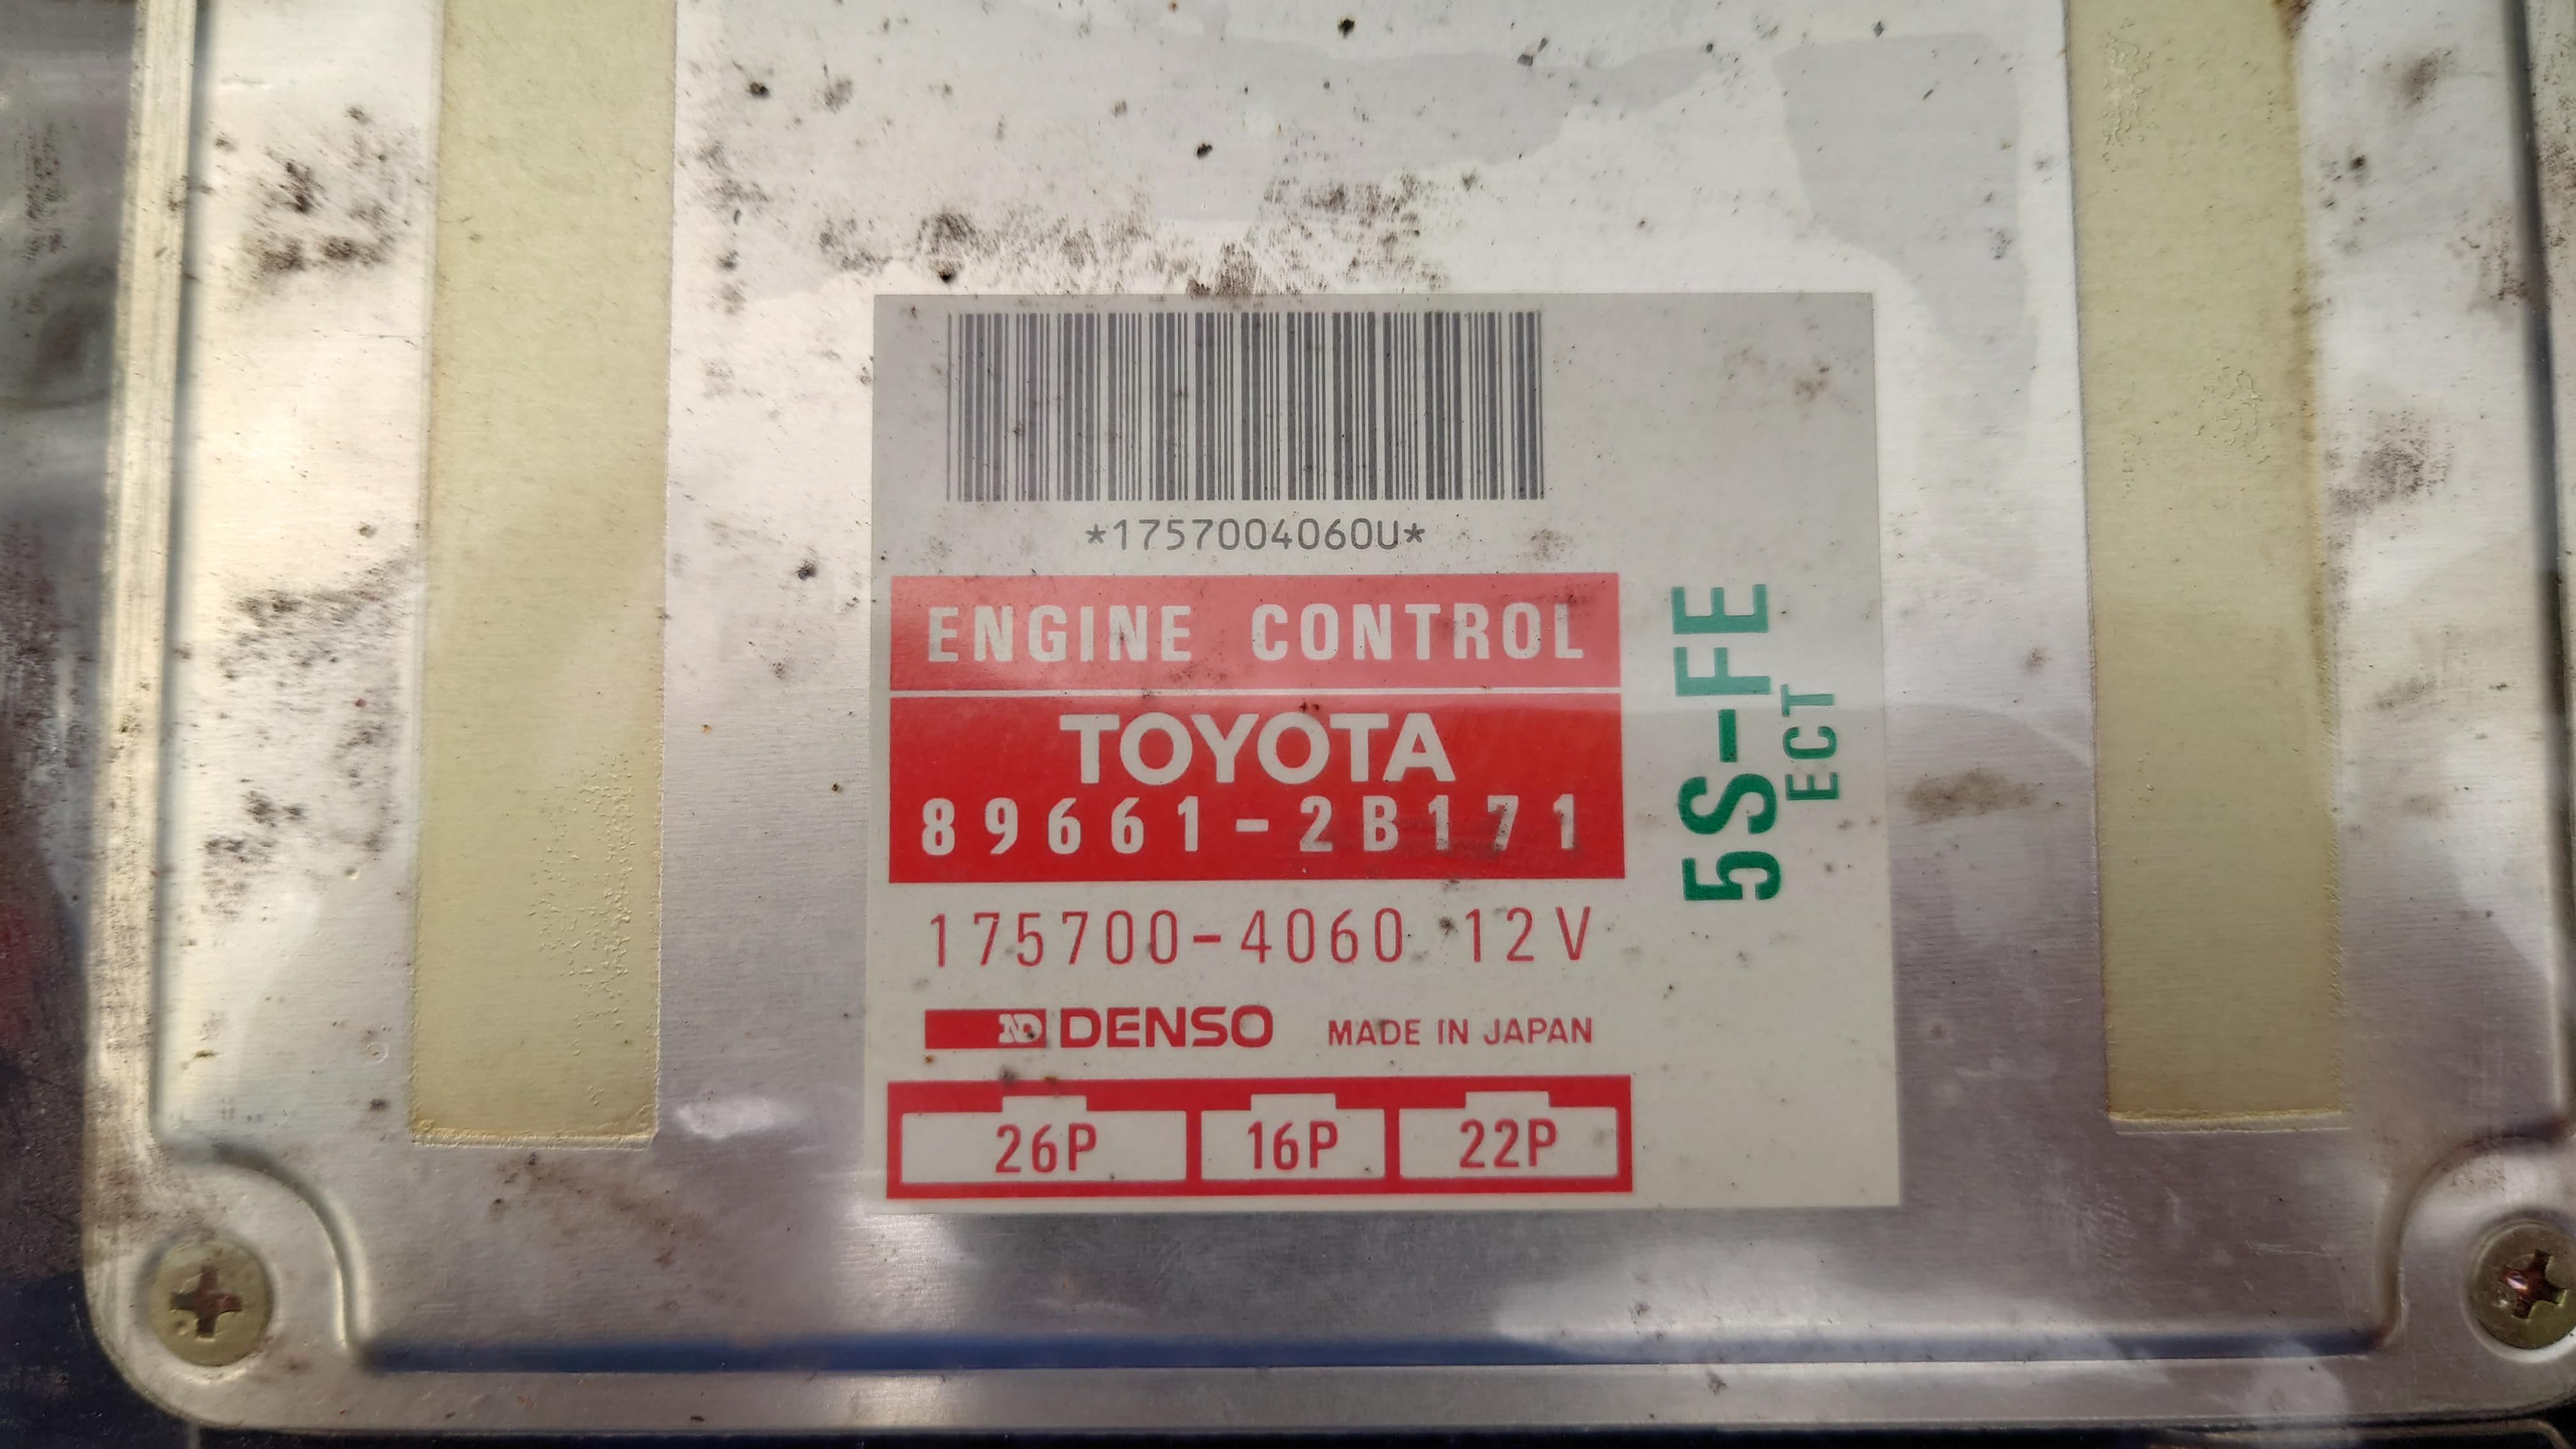 *1757004060U*
ENGINE CONTROL
TOYOTA
89661-2B171
175700-4060 12V
ND DENSO MADE IN JAPAN
26P 16P 22P
5S-FE
ECT